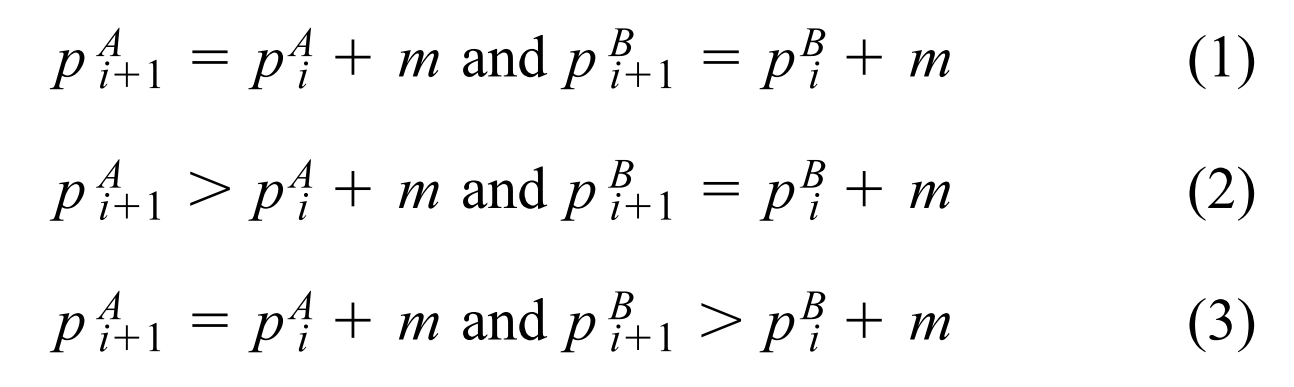 p^A_{i+1} = p^A_i + m and p^B_{i+1} = p^B_i + m (1)
p^A_{i+1} > p^A_i + m and p^B_{i+1} = p^B_i + m (2)
p^A_{i+1} = p^A_i + m and p^B_{i+1} > p^B_i + m (3)